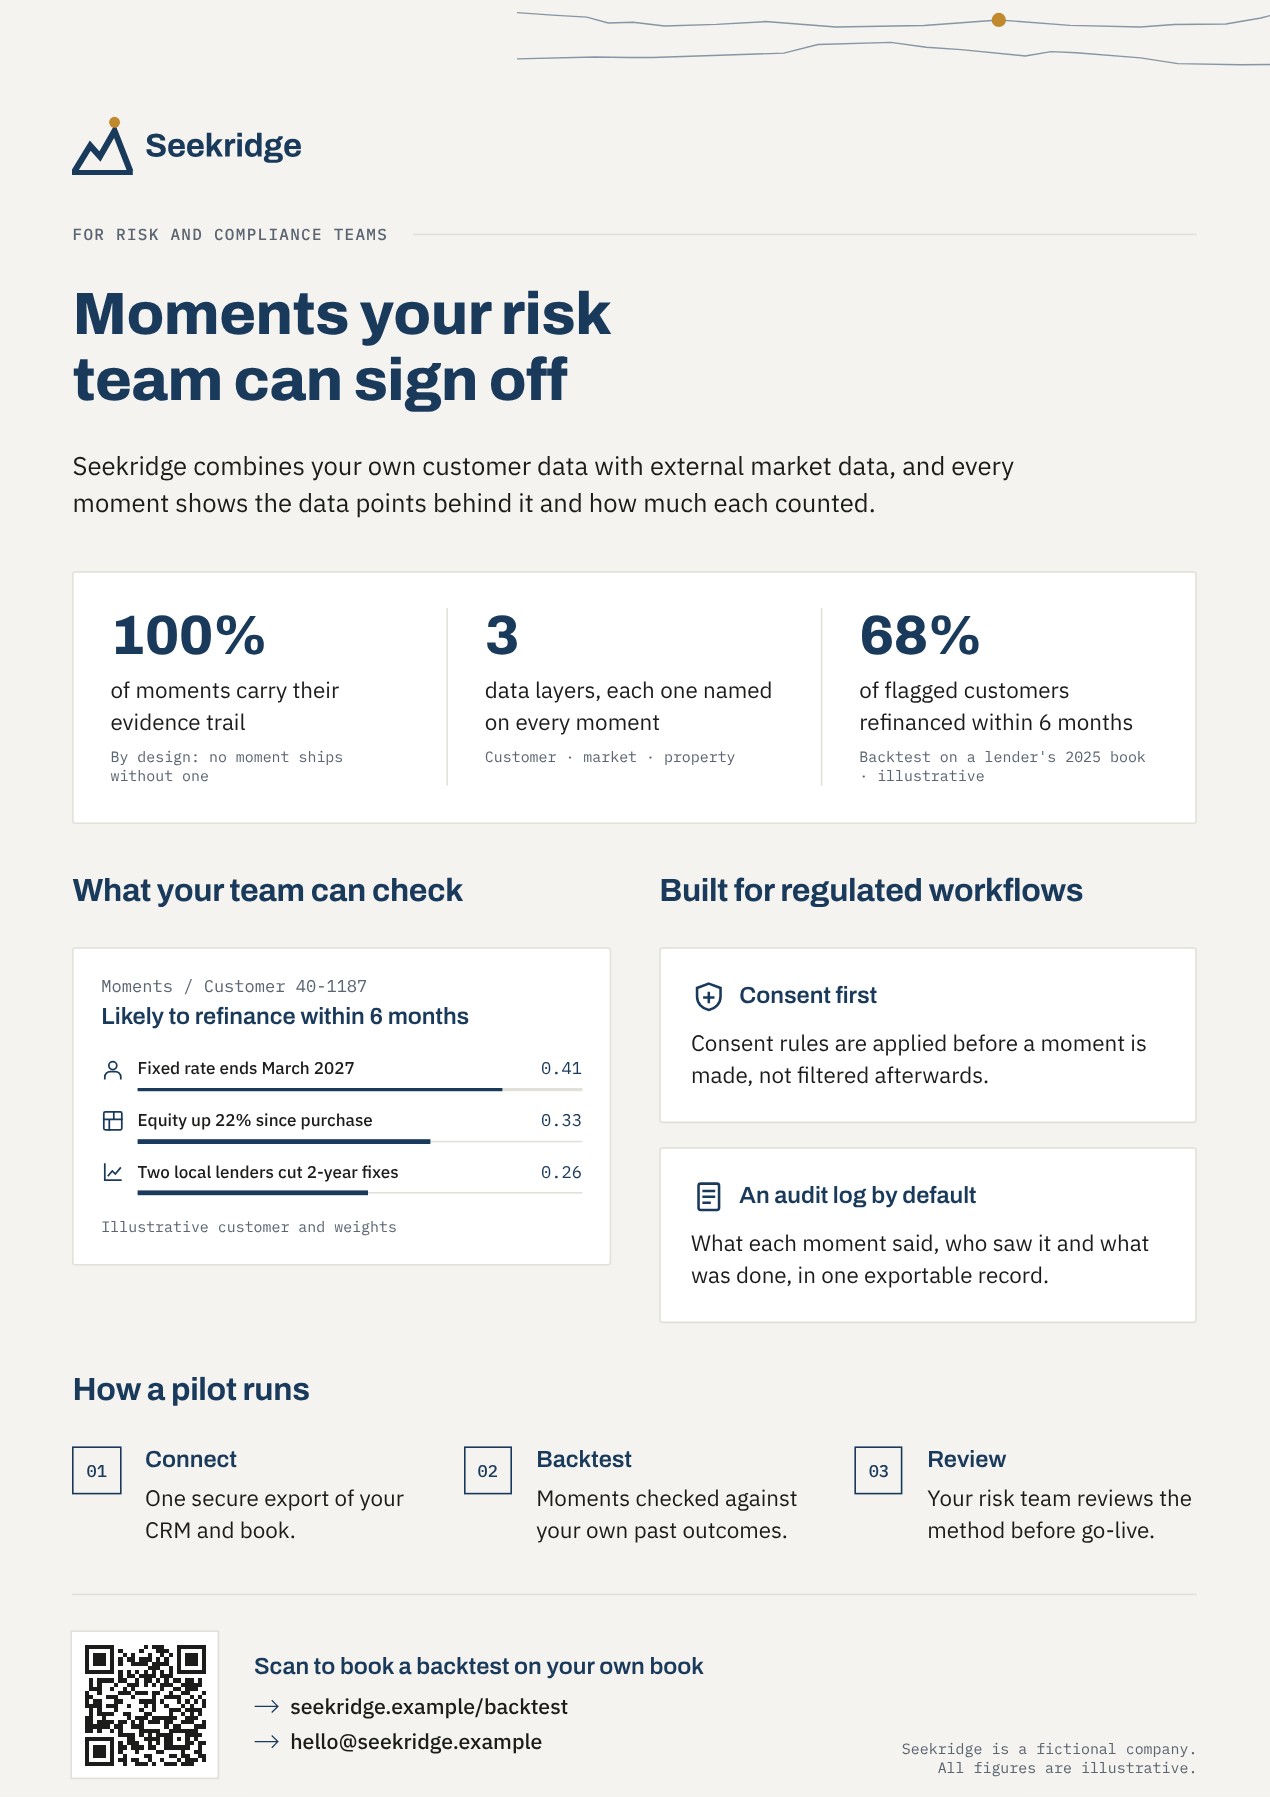 Seekridge
FOR RISK AND COMPLIANCE TEAMS
Moments your risk
team can sign off
Seekridge combines your own customer data with external market data, and every
moment shows the data points behind it and how much each counted.
100%
of moments carry their
evidence trail
By design: no moment ships
without one
3
data layers, each one named
on every moment
Customer · market · property
68%
of flagged customers
refinanced within 6 months
Backtest on a lender's 2025 book
· illustrative
What your team can check
Moments / Customer 40-1187
Likely to refinance within 6 months
Fixed rate ends March 2027 0.41
Equity up 22% since purchase 0.33
Two local lenders cut 2-year fixes 0.26
Illustrative customer and weights
Built for regulated workflows
Consent first
Consent rules are applied before a moment is
made, not filtered afterwards.
An audit log by default
What each moment said, who saw it and what
was done, in one exportable record.
How a pilot runs
01
Connect
One secure export of your
CRM and book.
02
Backtest
Moments checked against
your own past outcomes.
03
Review
Your risk team reviews the
method before go-live.
Scan to book a backtest on your own book
→ seekridge.example/backtest
→ hello@seekridge.example
Seekridge is a fictional company.
All figures are illustrative.